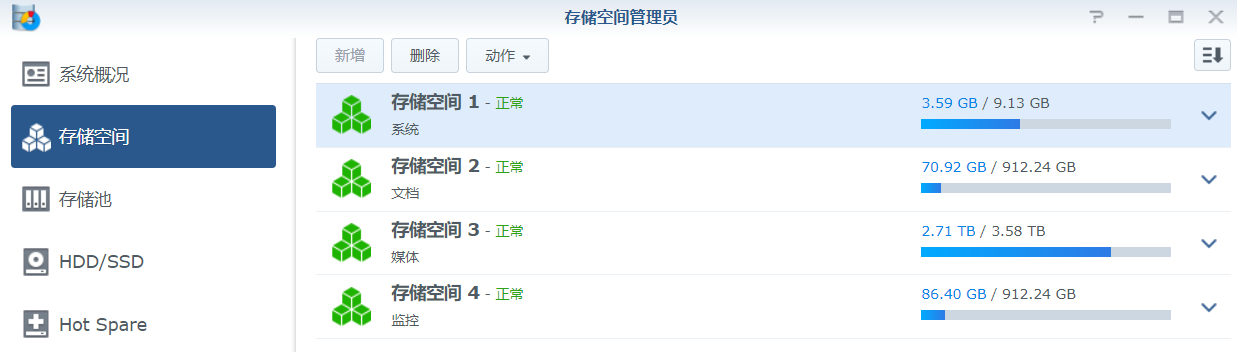 存储空间管理员
新增 删除 动作
系统概况
存储空间
存储池
HDD/SSD
Hot Spare
存储空间 1 - 正常
系统
3.59 GB / 9.13 GB
存储空间 2 - 正常
文档
70.92 GB / 912.24 GB
存储空间 3 - 正常
媒体
2.71 TB / 3.58 TB
存储空间 4 - 正常
监控
86.40 GB / 912.24 GB